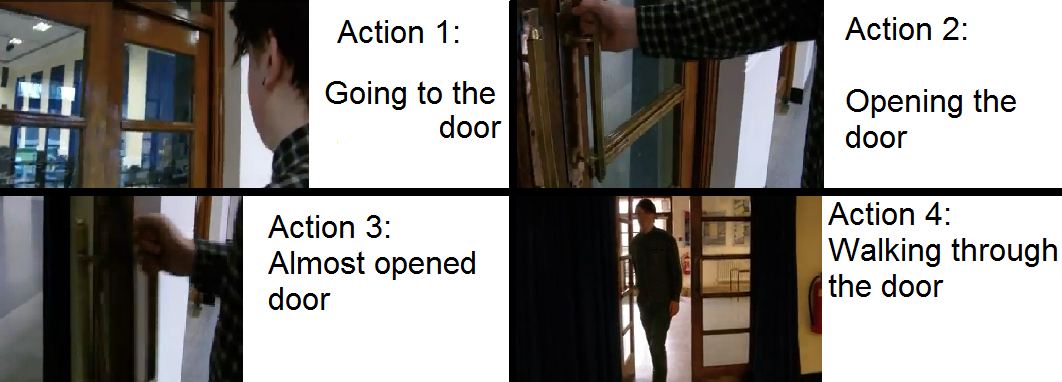 Action 1:
Going to the
door
Action 2:
Opening the
door
Action 3:
Almost opened
door
Action 4:
Walking through
the door